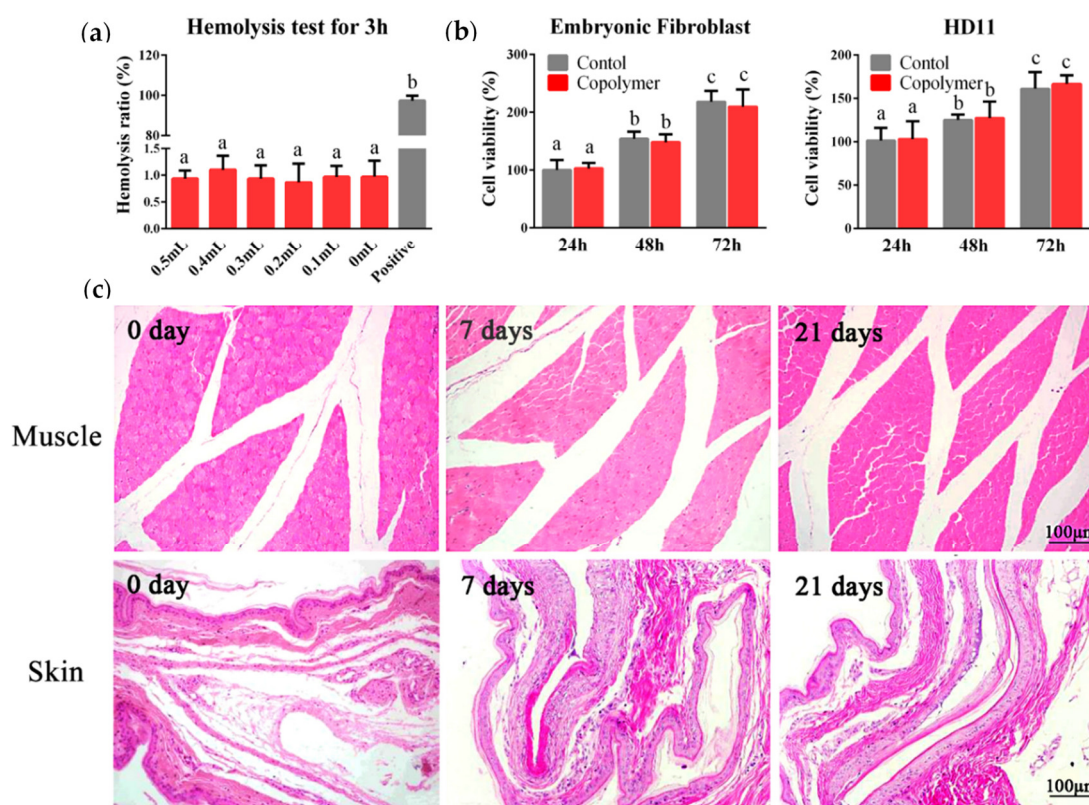 (a)
Hemolysis test for 3h
Hemolysis ratio (%)
120
100
80
1.5
1.0
0.5
0.0
a
a
a
a
a
a
b
0.5mL
0.4mL
0.3mL
0.2mL
0.1mL
0mL
Positive
(b)
Embryonic Fibroblast
Contol
Copolymer
Cell viability (%)
300
200
100
0
a
a
b
b
c
c
24h
48h
72h
HD11
Contol
Copolymer
Cell viability (%)
200
150
100
50
0
a
a
b
b
c
c
24h
48h
72h
(c)
Muscle
0 day
7 days
21 days
100μm
Skin
0 day
7 days
21 days
100μm